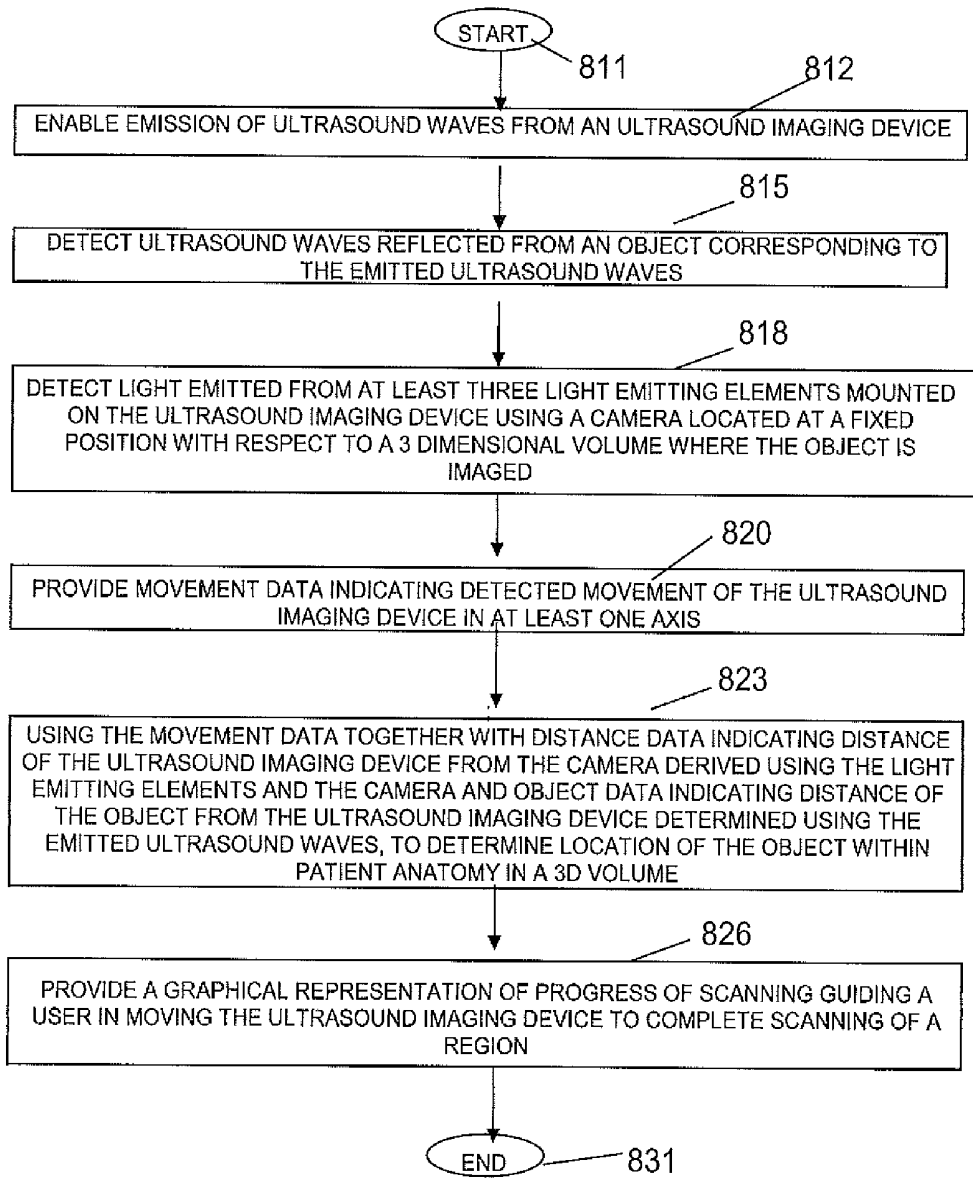 START
811
812
ENABLE EMISSION OF ULTRASOUND WAVES FROM AN ULTRASOUND IMAGING DEVICE
815
DETECT ULTRASOUND WAVES REFLECTED FROM AN OBJECT CORRESPONDING TO
THE EMITTED ULTRASOUND WAVES
818
DETECT LIGHT EMITTED FROM AT LEAST THREE LIGHT EMITTING ELEMENTS MOUNTED
ON THE ULTRASOUND IMAGING DEVICE USING A CAMERA LOCATED AT A FIXED
POSITION WITH RESPECT TO A 3 DIMENSIONAL VOLUME WHERE THE OBJECT IS
IMAGED
820
PROVIDE MOVEMENT DATA INDICATING DETECTED MOVEMENT OF THE ULTRASOUND
IMAGING DEVICE IN AT LEAST ONE AXIS
823
USING THE MOVEMENT DATA TOGETHER WITH DISTANCE DATA INDICATING DISTANCE
OF THE ULTRASOUND IMAGING DEVICE FROM THE CAMERA DERIVED USING THE LIGHT
EMITTING ELEMENTS AND THE CAMERA AND OBJECT DATA INDICATING DISTANCE OF
THE OBJECT FROM THE ULTRASOUND IMAGING DEVICE DETERMINED USING THE
EMITTED ULTRASOUND WAVES, TO DETERMINE LOCATION OF THE OBJECT WITHIN
PATIENT ANATOMY IN A 3D VOLUME
826
PROVIDE A GRAPHICAL REPRESENTATION OF PROGRESS OF SCANNING GUIDING A
USER IN MOVING THE ULTRASOUND IMAGING DEVICE TO COMPLETE SCANNING OF A
REGION
END
831